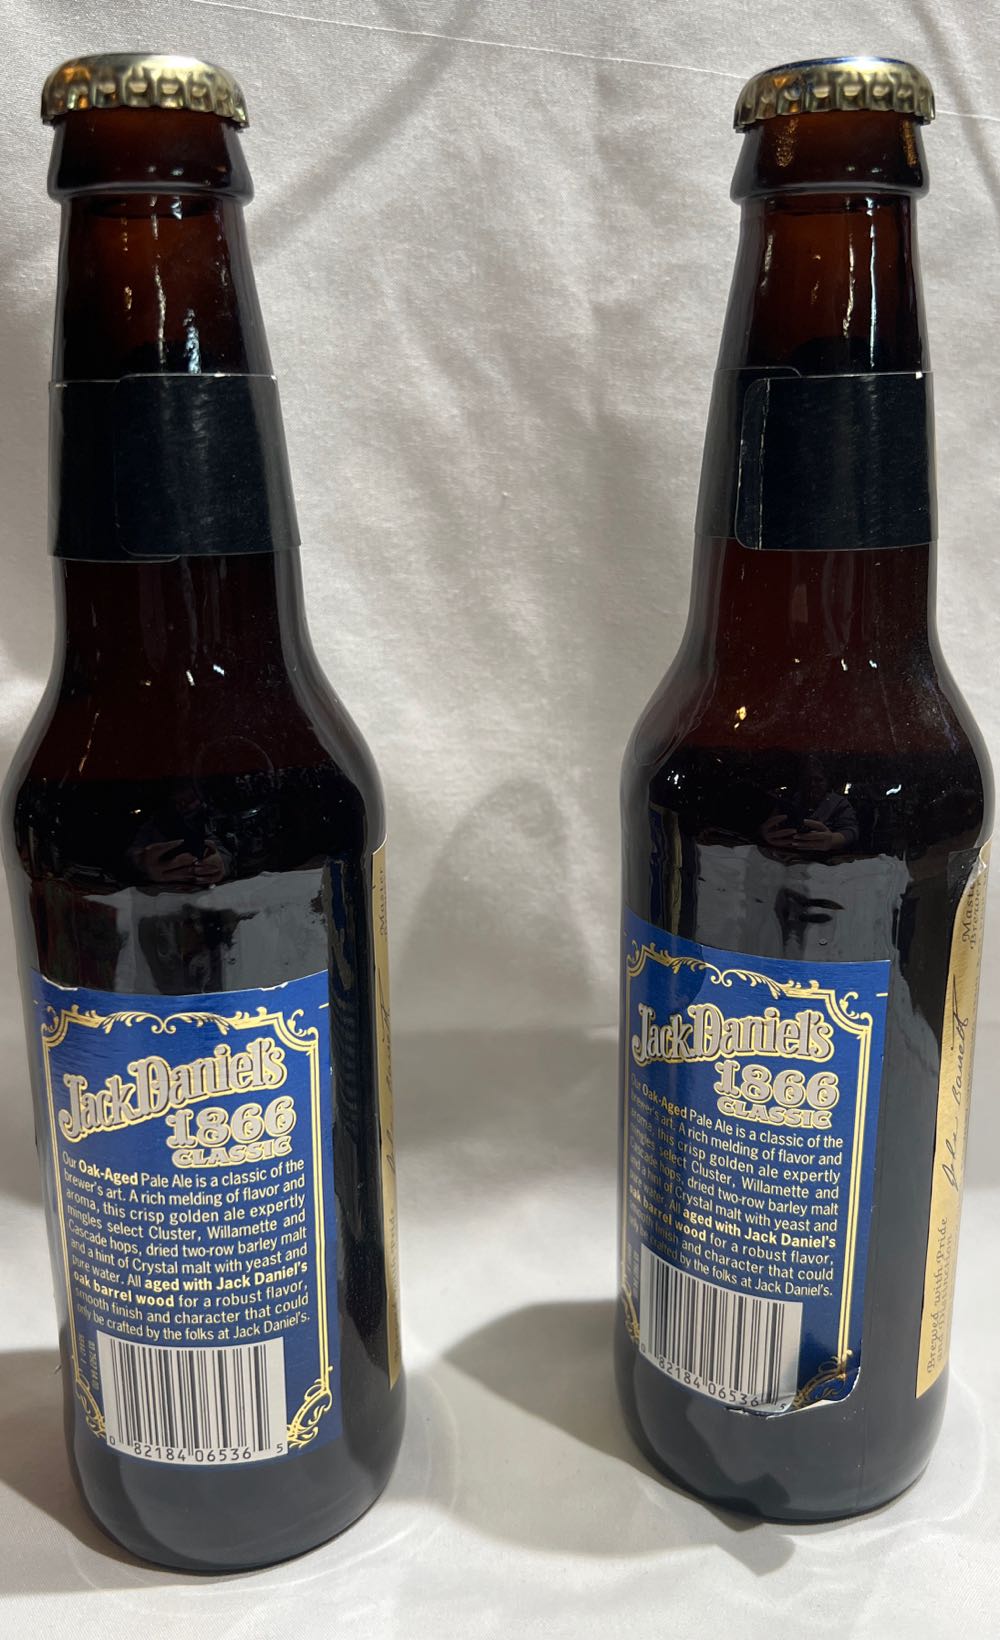 Jack Daniel's
1866
CLASSIC
Our Oak-Aged Pale Ale is a classic of the
brewer's art. A rich melding of flavor and
aroma, this crisp golden ale expertly
mingles select Cluster, Willamette and
Cascade hops, dried two-row barley malt
and a hint of Crystal malt with yeast and
pure water. All aged with Jack Daniel's
oak barrel wood for a robust flavor,
smooth finish and character that could
only be crafted by the folks at Jack Daniel's.
0 82184 06536 5
Master
Jack Daniel's
1866
CLASSIC
Our Oak-Aged Pale Ale is a classic of the
brewer's art. A rich melding of flavor and
aroma, this crisp golden ale expertly
mingles select Cluster, Willamette and
Cascade hops, dried two-row barley malt
and a hint of Crystal malt with yeast and
pure water. All aged with Jack Daniel's
oak barrel wood for a robust flavor,
smooth finish and character that could
only be crafted by the folks at Jack Daniel's.
0 82184 06536 5
Brewed with Pride
and Distinction
Bassett